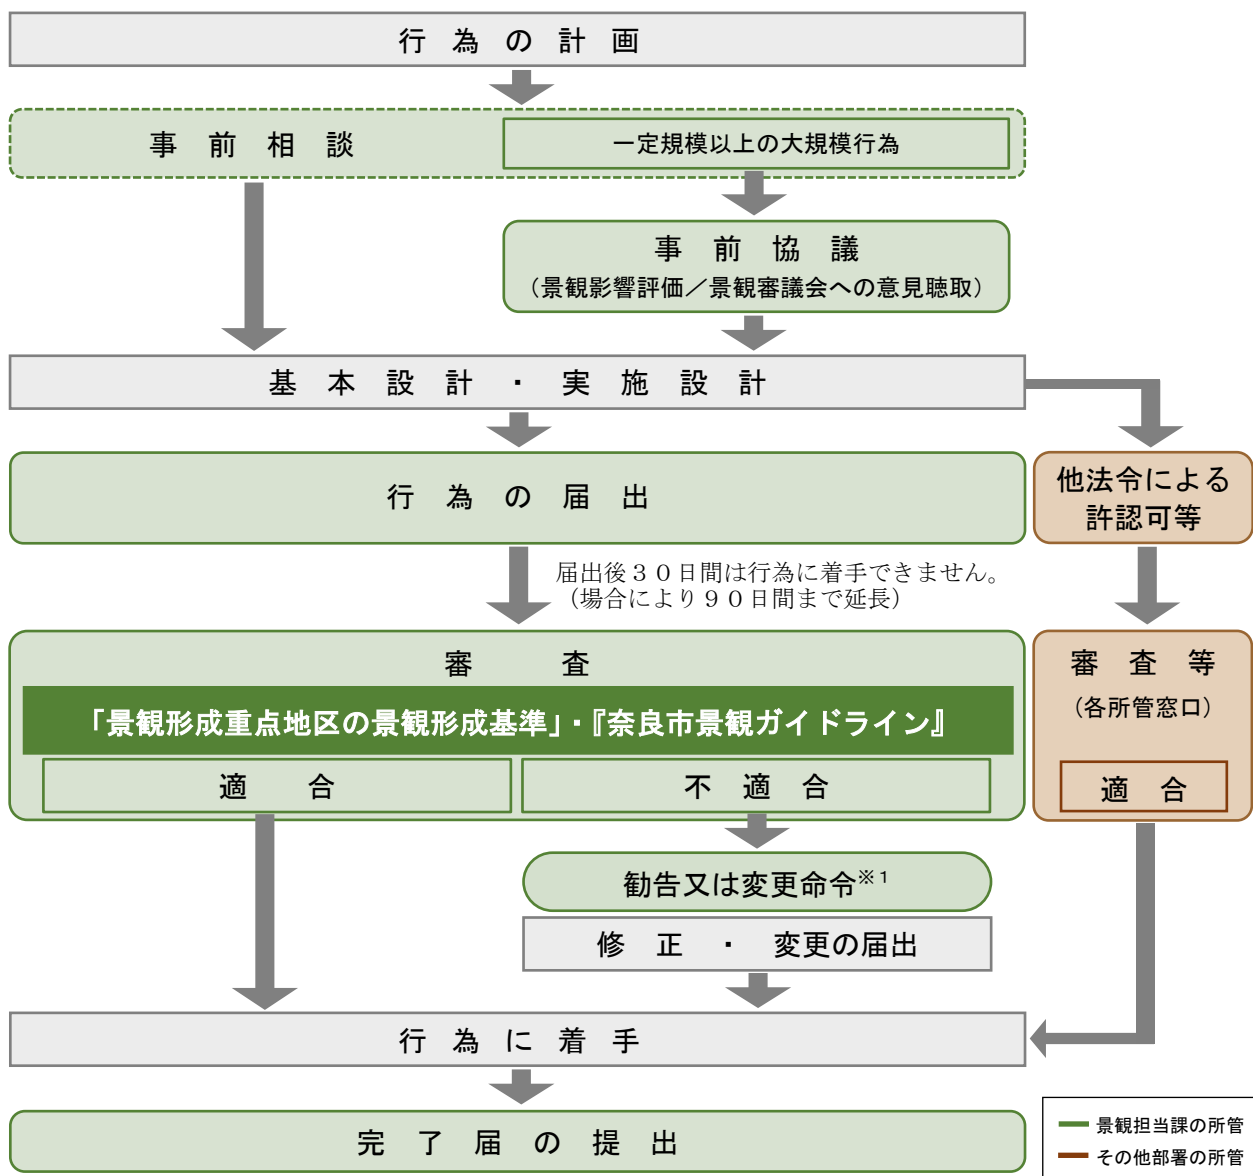 行為の計画
事前相談
一定規模以上の大規模行為
事前協議
（景観影響評価／景観審議会への意見聴取）
基本設計・実施設計
行為の届出
他法令による
許認可等
届出後３０日間は行為に着手できません。
（場合により９０日間まで延長）
審査
「景観形成重点地区の景観形成基準」・『奈良市景観ガイドライン』
適合
不適合
審査等
（各所管窓口）
適合
勧告又は変更命令※1
修正・変更の届出
行為に着手
完了届の提出
景観担当課の所管
その他部署の所管